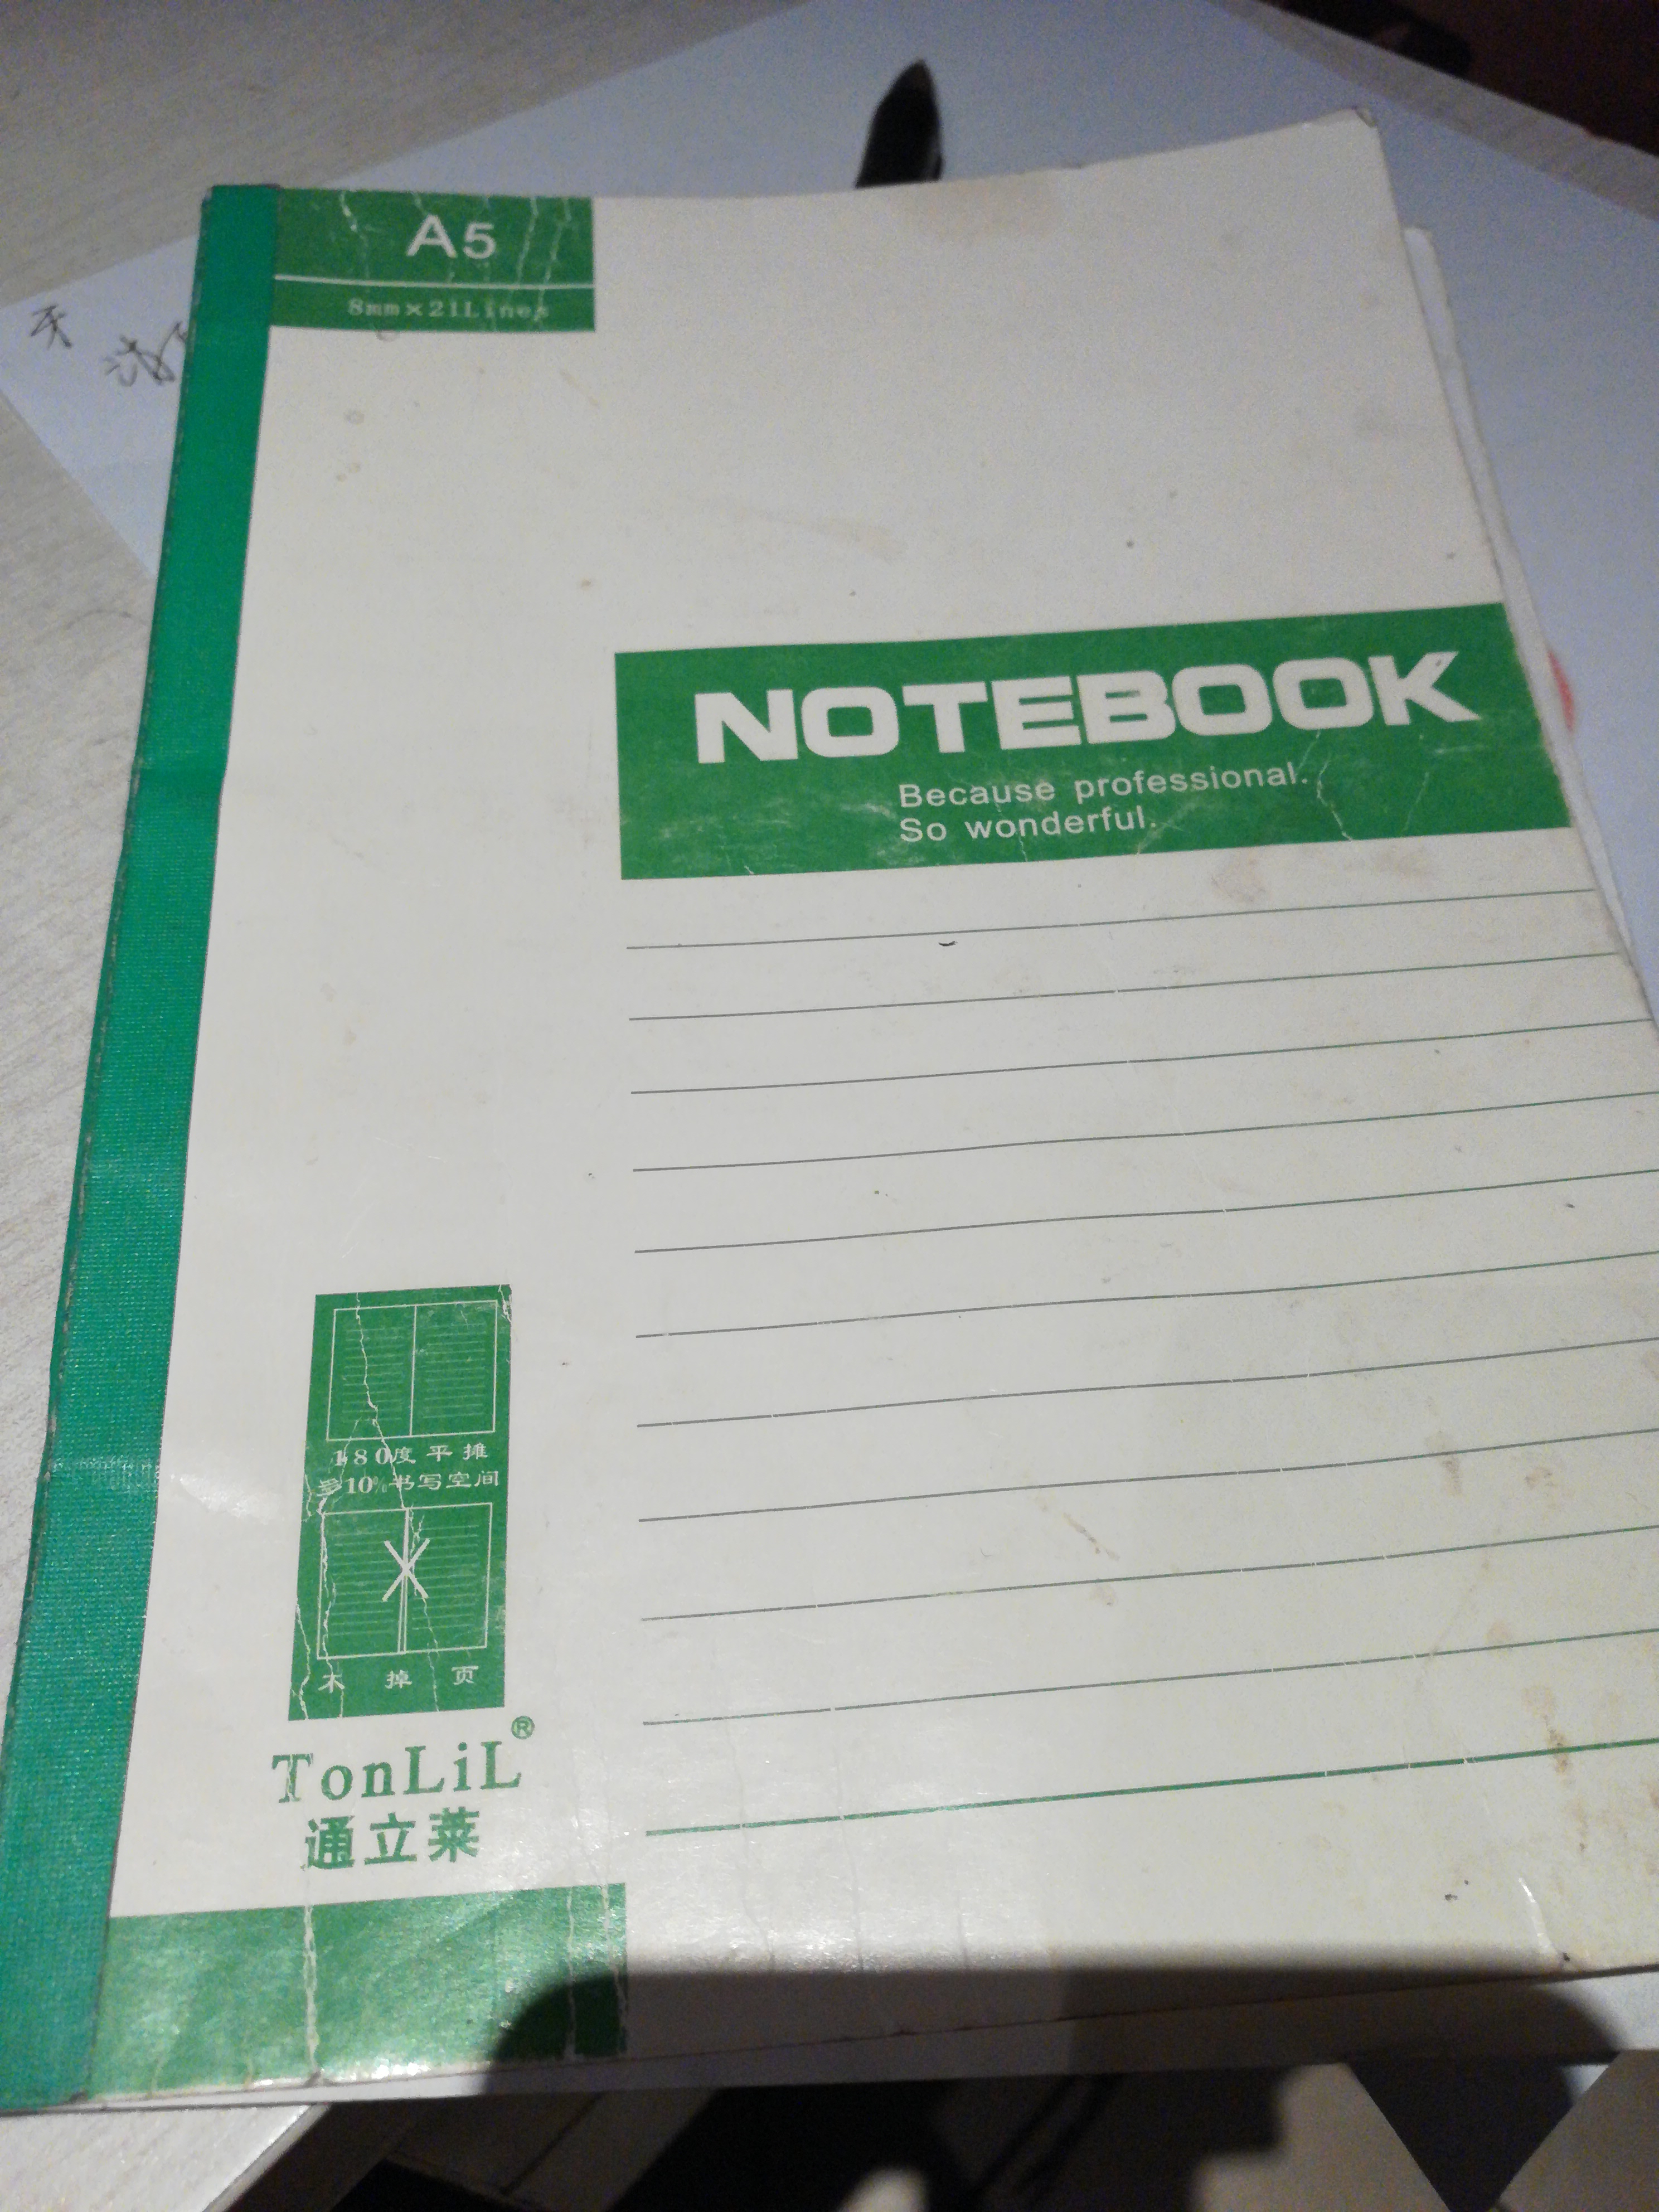 A5
8mm×21Lines
天
NOTEBOOK
Because professional.
So wonderful.
180度平摊
多10%书写空间
不掉页
TonLiL®
通立莱